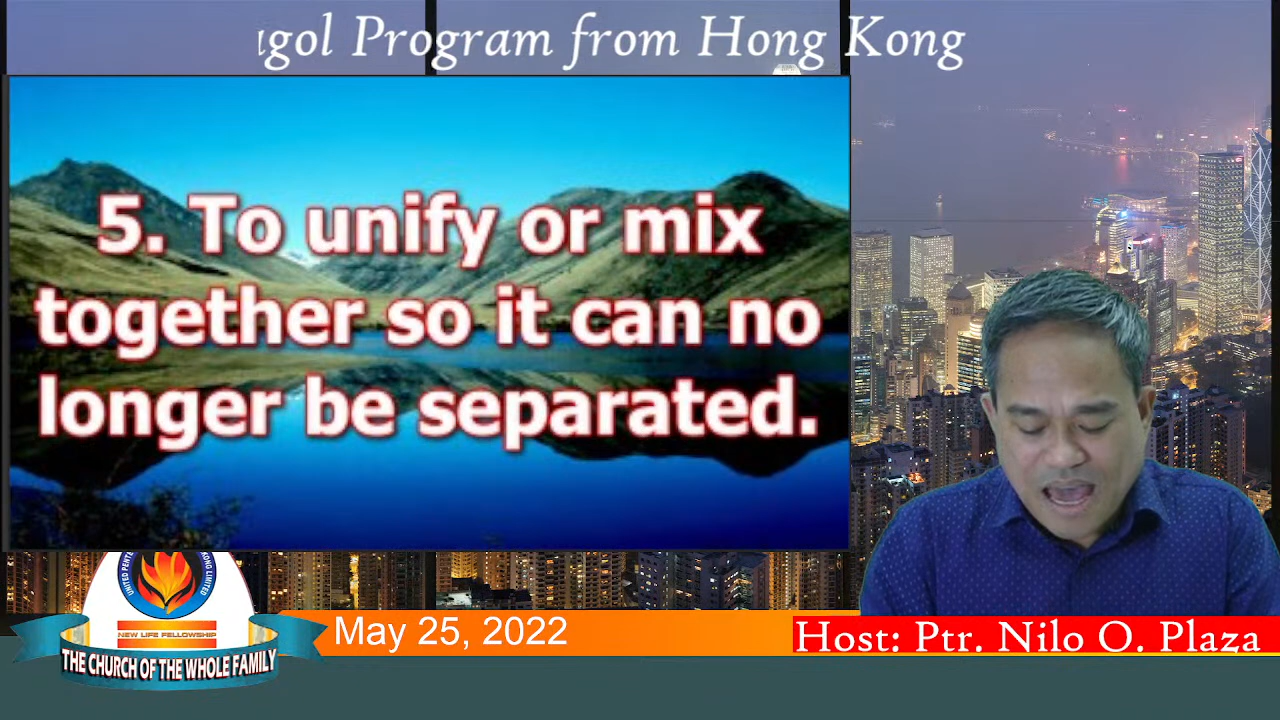 Program from Hong Kong
5. To unify or mix
together so it can no
longer be separated.
NEW LIFE FELLOWSHIP
THE CHURCH OF THE WHOLE FAMILY
May 25, 2022
Host: Ptr. Nilo O. Plaza